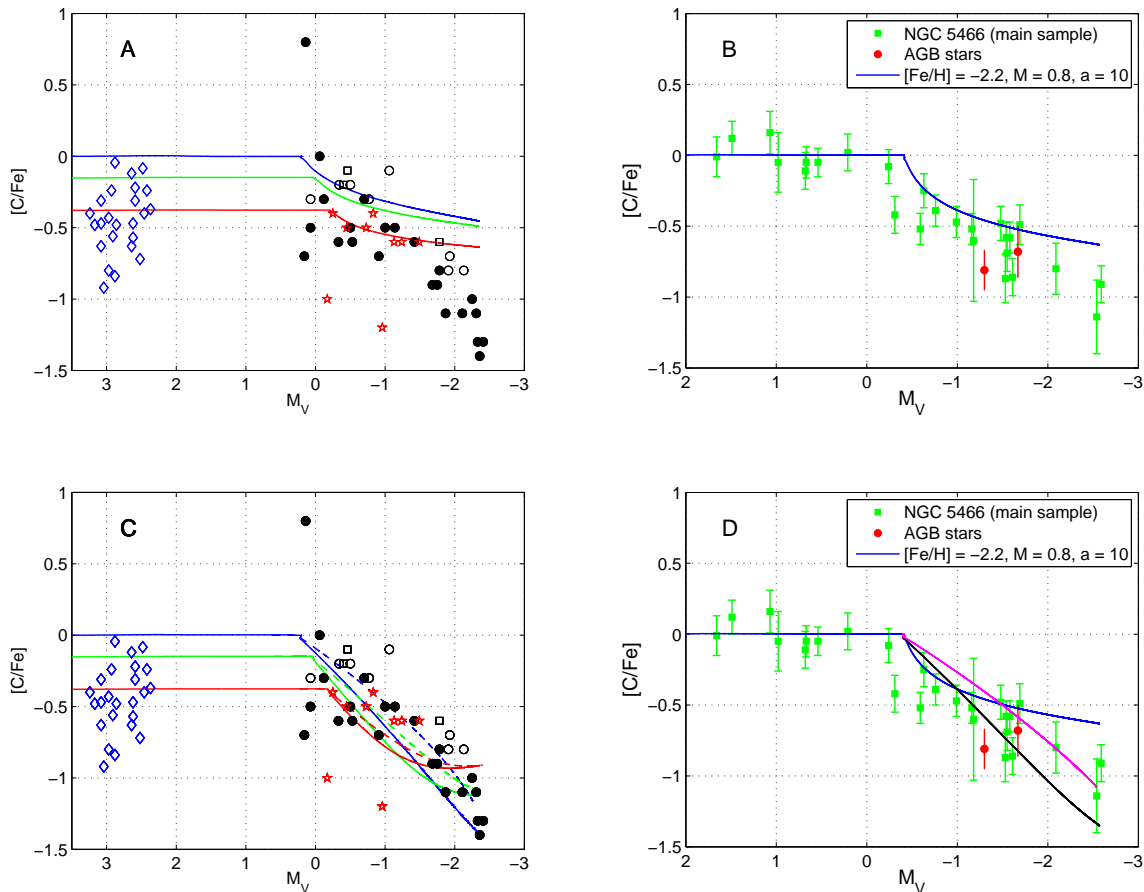 A
1
0.5
0
−0.5
−1
−1.5
[C/Fe]
3
2
1
0
−1
−2
−3
M_V
B
NGC 5466 (main sample)
AGB stars
[Fe/H] = −2.2, M = 0.8, a = 10
1
0.5
0
−0.5
−1
−1.5
[C/Fe]
2
1
0
−1
−2
−3
M_V
C
1
0.5
0
−0.5
−1
−1.5
[C/Fe]
3
2
1
0
−1
−2
−3
M_V
D
NGC 5466 (main sample)
AGB stars
[Fe/H] = −2.2, M = 0.8, a = 10
1
0.5
0
−0.5
−1
−1.5
[C/Fe]
2
1
0
−1
−2
−3
M_V